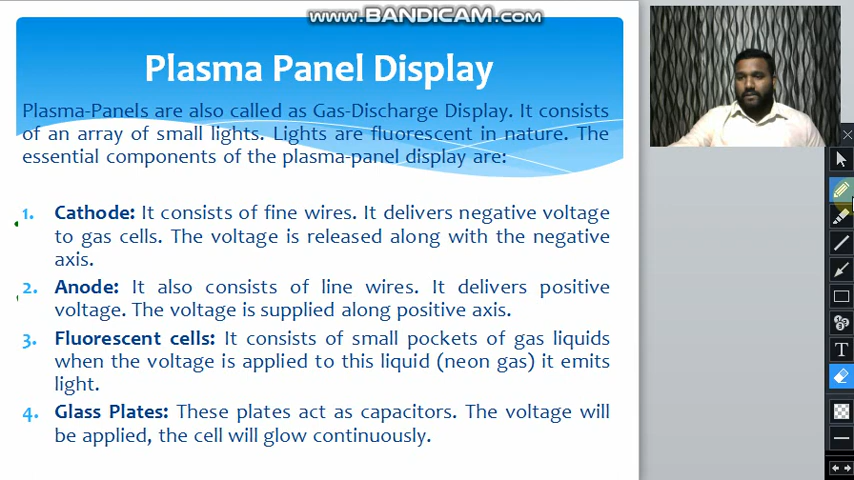 www.BANDICAM.com
Plasma Panel Display
Plasma-Panels are also called as Gas-Discharge Display. It consists
of an array of small lights. Lights are fluorescent in nature. The
essential components of the plasma-panel display are:
1. Cathode: It consists of fine wires. It delivers negative voltage
to gas cells. The voltage is released along with the negative
axis.
2. Anode: It also consists of line wires. It delivers positive
voltage. The voltage is supplied along positive axis.
3. Fluorescent cells: It consists of small pockets of gas liquids
when the voltage is applied to this liquid (neon gas) it emits
light.
4. Glass Plates: These plates act as capacitors. The voltage will
be applied, the cell will glow continuously.
T